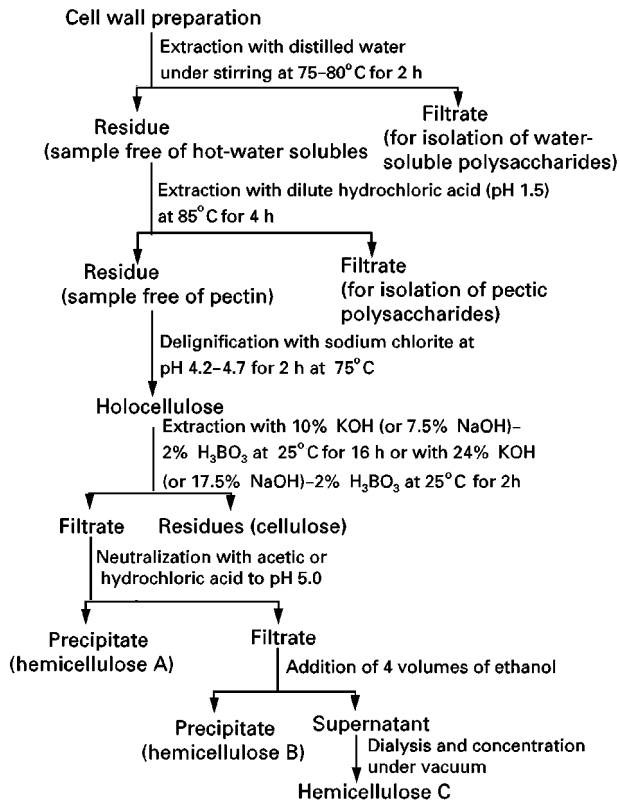 Cell wall preparation
Extraction with distilled water
under stirring at 75–80°C for 2 h
Residue
(sample free of hot-water solubles
Filtrate
(for isolation of water-
soluble polysaccharides)
Extraction with dilute hydrochloric acid (pH 1.5)
at 85°C for 4 h
Residue
(sample free of pectin)
Filtrate
(for isolation of pectic
polysaccharides)
Delignification with sodium chlorite at
pH 4.2–4.7 for 2 h at 75°C
Holocellulose
Extraction with 10% KOH (or 7.5% NaOH)–
2% H₃BO₃ at 25°C for 16 h or with 24% KOH
(or 17.5% NaOH)–2% H₃BO₃ at 25°C for 2h
Filtrate
Residues (cellulose)
Neutralization with acetic or
hydrochloric acid to pH 5.0
Precipitate
(hemicellulose A)
Filtrate
Addition of 4 volumes of ethanol
Precipitate
(hemicellulose B)
Supernatant
Dialysis and concentration
under vacuum
Hemicellulose C